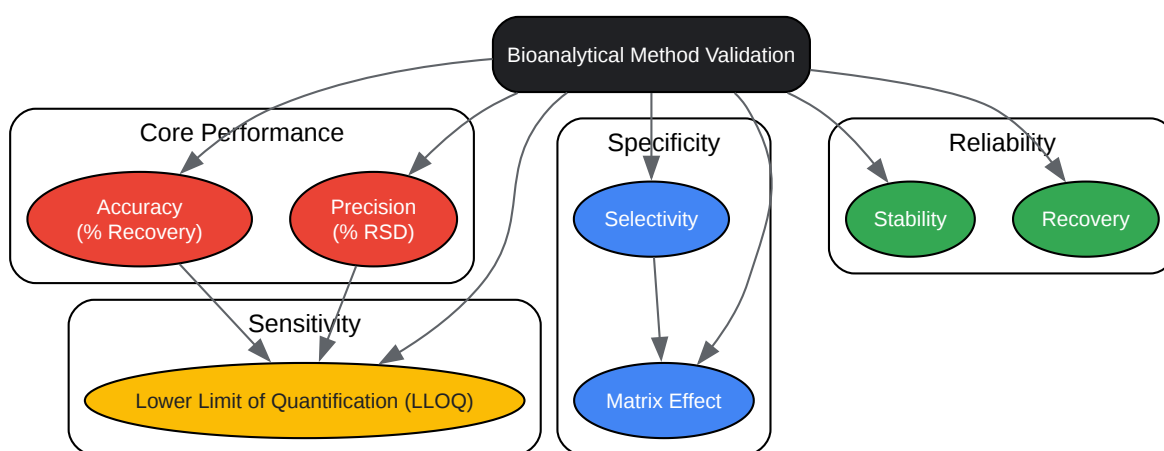 Bioanalytical Method Validation
Core Performance
Specificity
Reliability
Accuracy
(% Recovery)
Precision
(% RSD)
Selectivity
Stability
Recovery
Sensitivity
Lower Limit of Quantification (LLOQ)
Matrix Effect